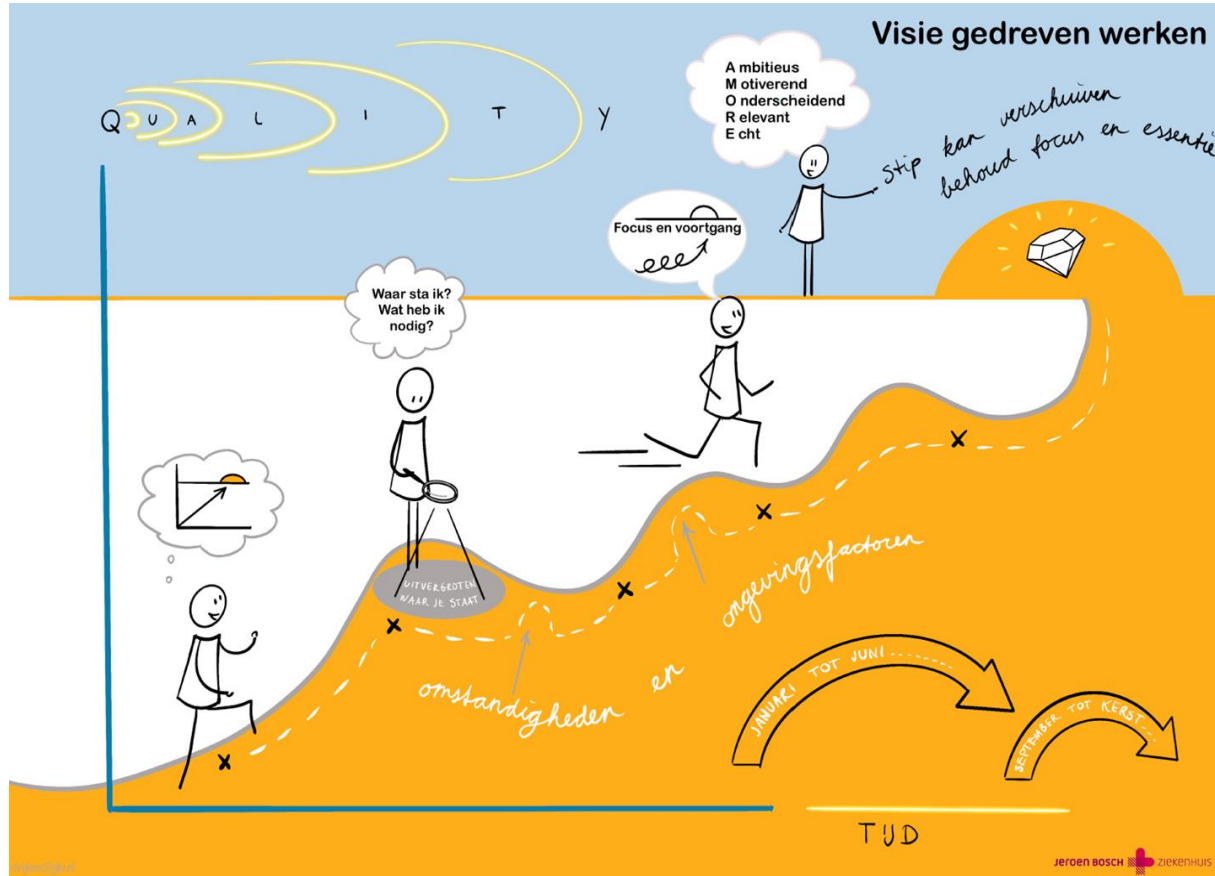 Visie gedreven werken
QUALITY
A mbitieus
M otiverend
O nderscheidend
R elevant
E cht
Stip kan verschuiven
behoud focus en essentie
Focus en voortgang
Waar sta ik?
Wat heb ik
nodig?
UITVERGROTEN
WAAR JE STAAT
omstandigheden en omgevingsfactoren
JANUARI TOT JUNI........
SEPTEMBER TOT KERST...
TIJD
JEROEN BOSCH ZIEKENHUIS